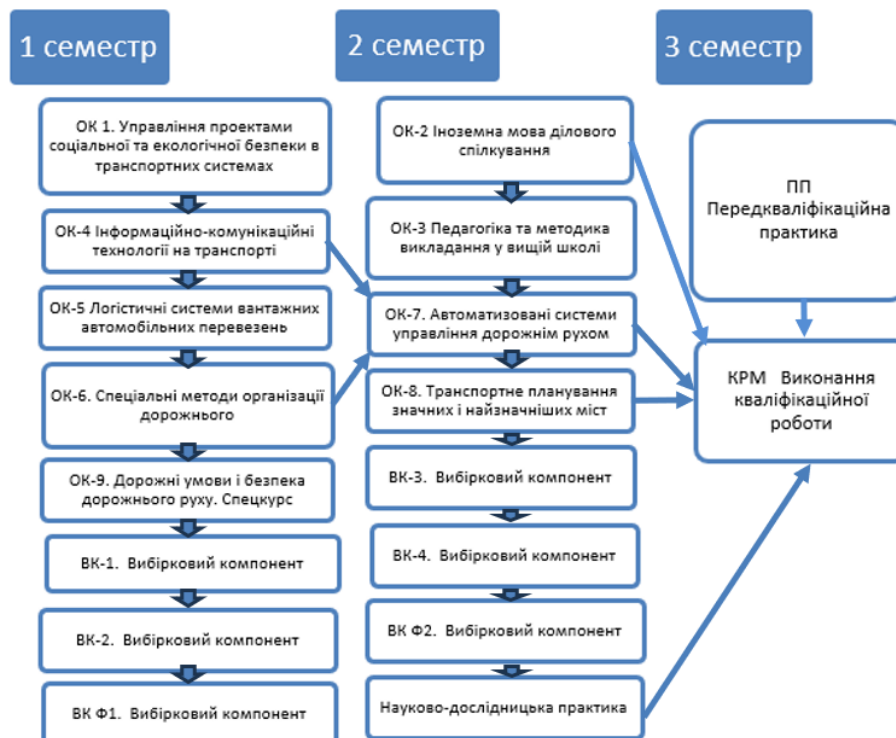 1 семестр
2 семестр
3 семестр
ОК 1. Управління проектами
соціальної та екологічної безпеки в
транспортних системах
ОК-4 Інформаційно-комунікаційні
технології на транспорті
ОК-5 Логістичні системи вантажних
автомобільних перевезень
ОК-6. Спеціальні методи організації
дорожнього
ОК-9. Дорожні умови і безпека
дорожнього руху. Спецкурс
ВК-1. Вибірковий компонент
ВК-2. Вибірковий компонент
ВК Ф1. Вибірковий компонент
ОК-2 Іноземна мова ділового
спілкування
ОК-3 Педагогіка та методика
викладання у вищій школі
ОК-7. Автоматизовані системи
управління дорожнім рухом
ОК-8. Транспортне планування
значних і найзначніших міст
ВК-3. Вибірковий компонент
ВК-4. Вибірковий компонент
ВК Ф2. Вибірковий компонент
Науково-дослідницька практика
ПП
Передкваліфікаційна
практика
КРМ Виконання
кваліфікаційної
роботи